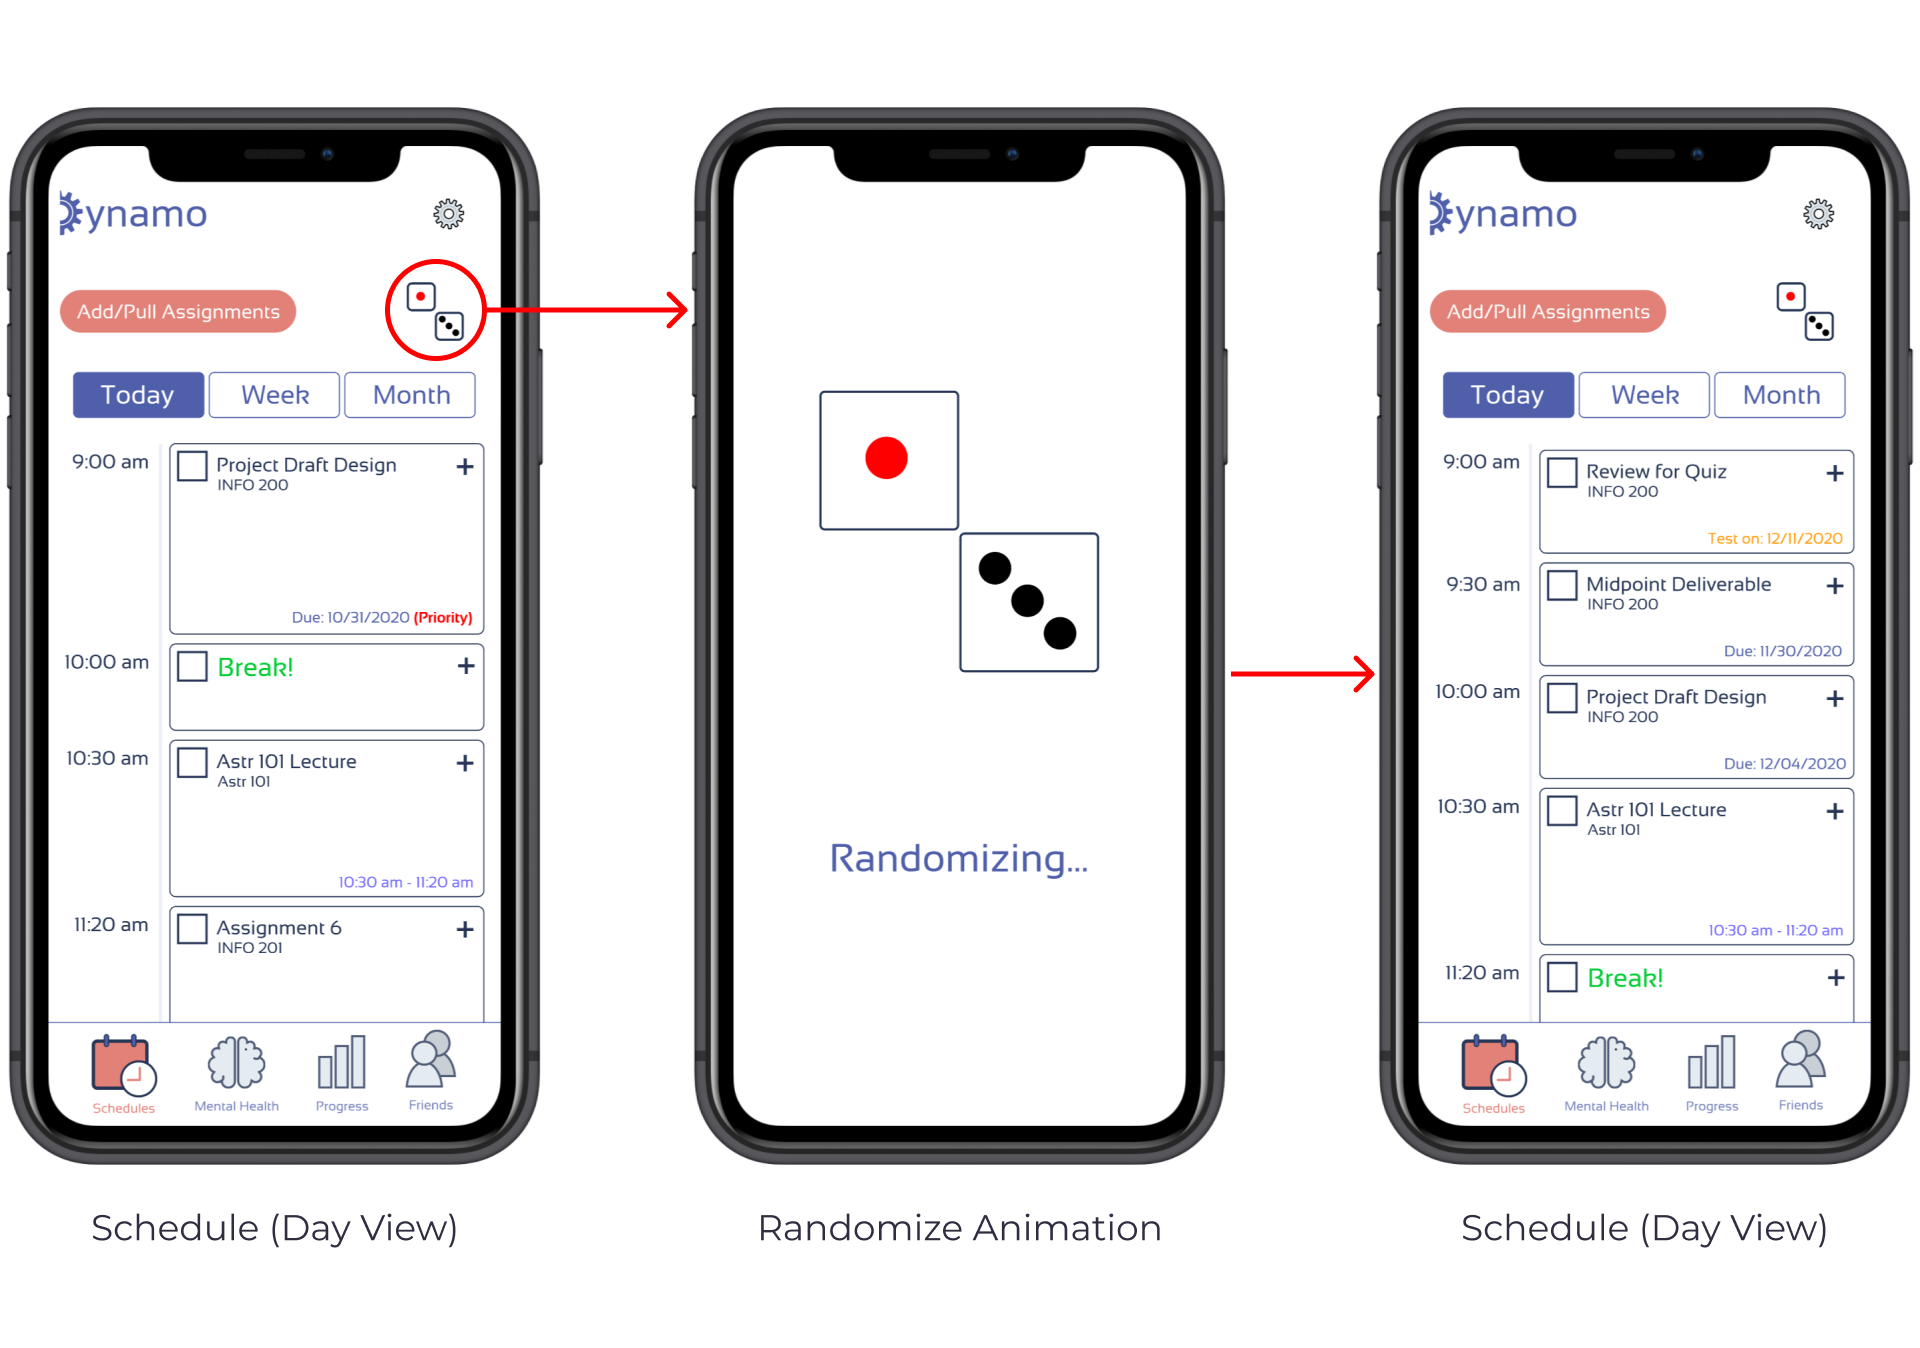 Dynamo
Add/Pull Assignments
Today Week Month
9:00 am
Project Draft Design
INFO 200
Due: 10/31/2020 (Priority)
10:00 am
Break!
10:30 am
Astr 101 Lecture
Astr 101
10:30 am - 11:20 am
11:20 am
Assignment 6
INFO 201
Schedules Mental Health Progress Friends
Schedule (Day View)
Randomizing...
Randomize Animation
Dynamo
Add/Pull Assignments
Today Week Month
9:00 am
Review for Quiz
INFO 200
Test on: 12/11/2020
9:30 am
Midpoint Deliverable
INFO 200
Due: 11/30/2020
10:00 am
Project Draft Design
INFO 200
Due: 12/04/2020
10:30 am
Astr 101 Lecture
Astr 101
10:30 am - 11:20 am
11:20 am
Break!
Schedules Mental Health Progress Friends
Schedule (Day View)